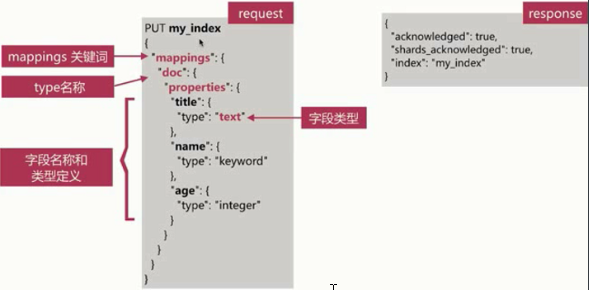 request
PUT my_index
{
"mappings": {
"doc": {
"properties": {
"title": {
"type": "text"
},
"name": {
"type": "keyword"
},
"age": {
"type": "integer"
}
}
}
}
}
mappings 关键词
type名称
字段名称和
类型定义
字段类型
response
{
"acknowledged": true,
"shards_acknowledged": true,
"index": "my_index"
}